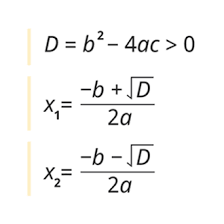 D = b² – 4ac > 0
x₁= (–b + √D) / 2a
x₂= (–b – √D) / 2a